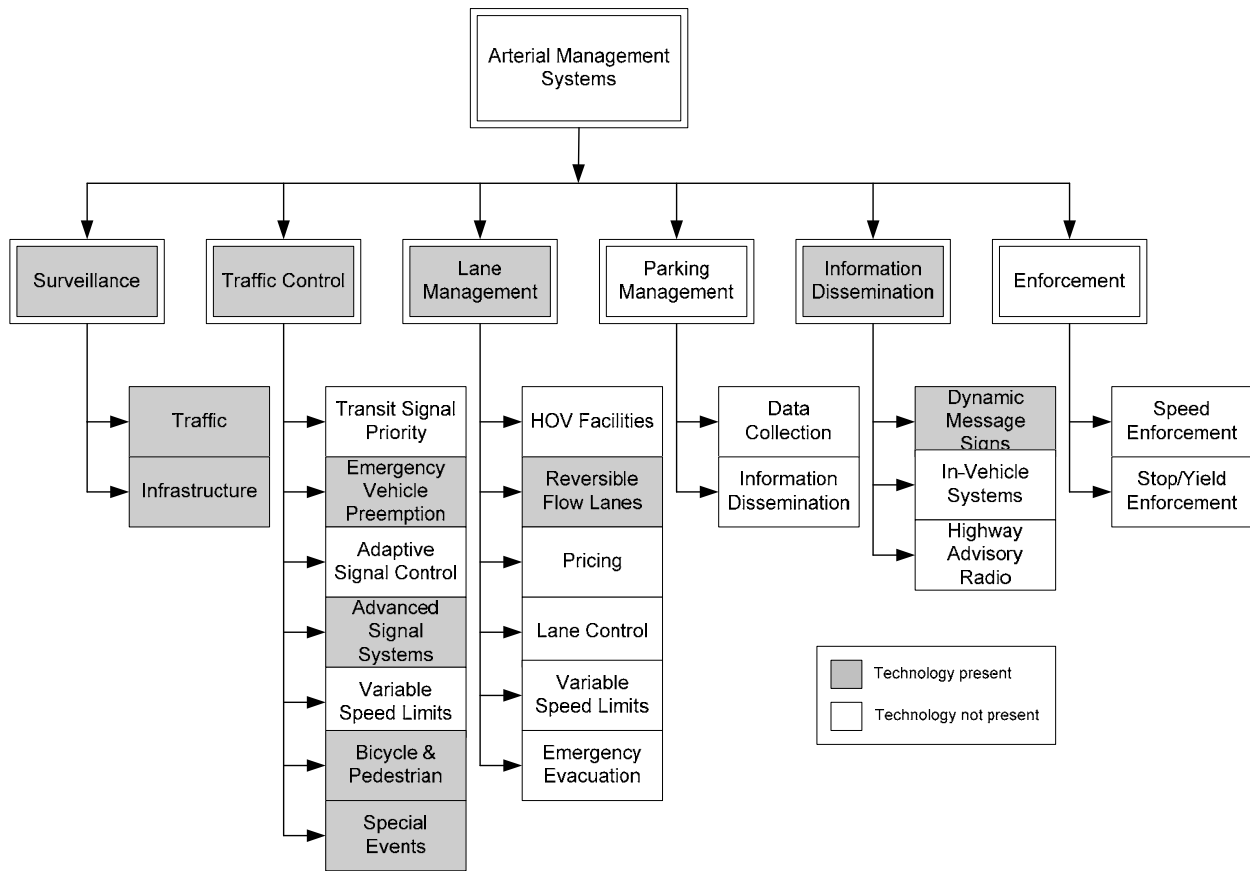 Arterial Management
Systems
Surveillance
Traffic Control
Lane
Management
Parking
Management
Information
Dissemination
Enforcement
Traffic
Infrastructure
Transit Signal
Priority
Emergency
Vehicle
Preemption
Adaptive
Signal Control
Advanced
Signal
Systems
Variable
Speed Limits
Bicycle &
Pedestrian
Special
Events
HOV Facilities
Reversible
Flow Lanes
Pricing
Lane Control
Variable
Speed Limits
Emergency
Evacuation
Data
Collection
Information
Dissemination
Dynamic
Message
Signs
In-Vehicle
Systems
Highway
Advisory
Radio
Speed
Enforcement
Stop/Yield
Enforcement
Technology present
Technology not present